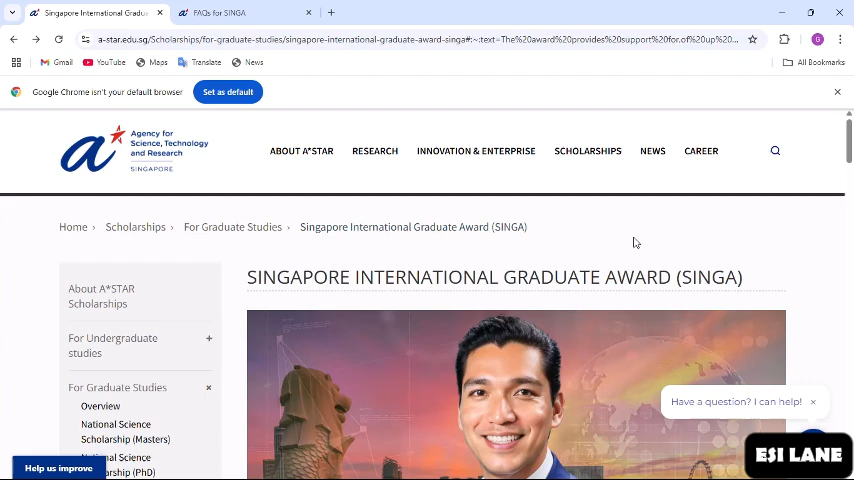 Singapore International Graduat
FAQs for SINGA
a-star.edu.sg/Scholarships/for-graduate-studies/singapore-international-graduate-award-singa#:~:text=The%20award%20provides%20support%20for.of%20up%20...
Gmail
YouTube
Maps
Translate
News
All Bookmarks
Google Chrome isn't your default browser
Set as default
G
a
Agency for
Science, Technology
and Research
SINGAPORE
ABOUT A*STAR
RESEARCH
INNOVATION & ENTERPRISE
SCHOLARSHIPS
NEWS
CAREER
Home › Scholarships › For Graduate Studies › Singapore International Graduate Award (SINGA)
About A*STAR
Scholarships
For Undergraduate
studies
For Graduate Studies
Overview
National Science
Scholarship (Masters)
National Science
Scholarship (PhD)
SINGAPORE INTERNATIONAL GRADUATE AWARD (SINGA)
Have a question? I can help!
Help us improve
ESI LANE